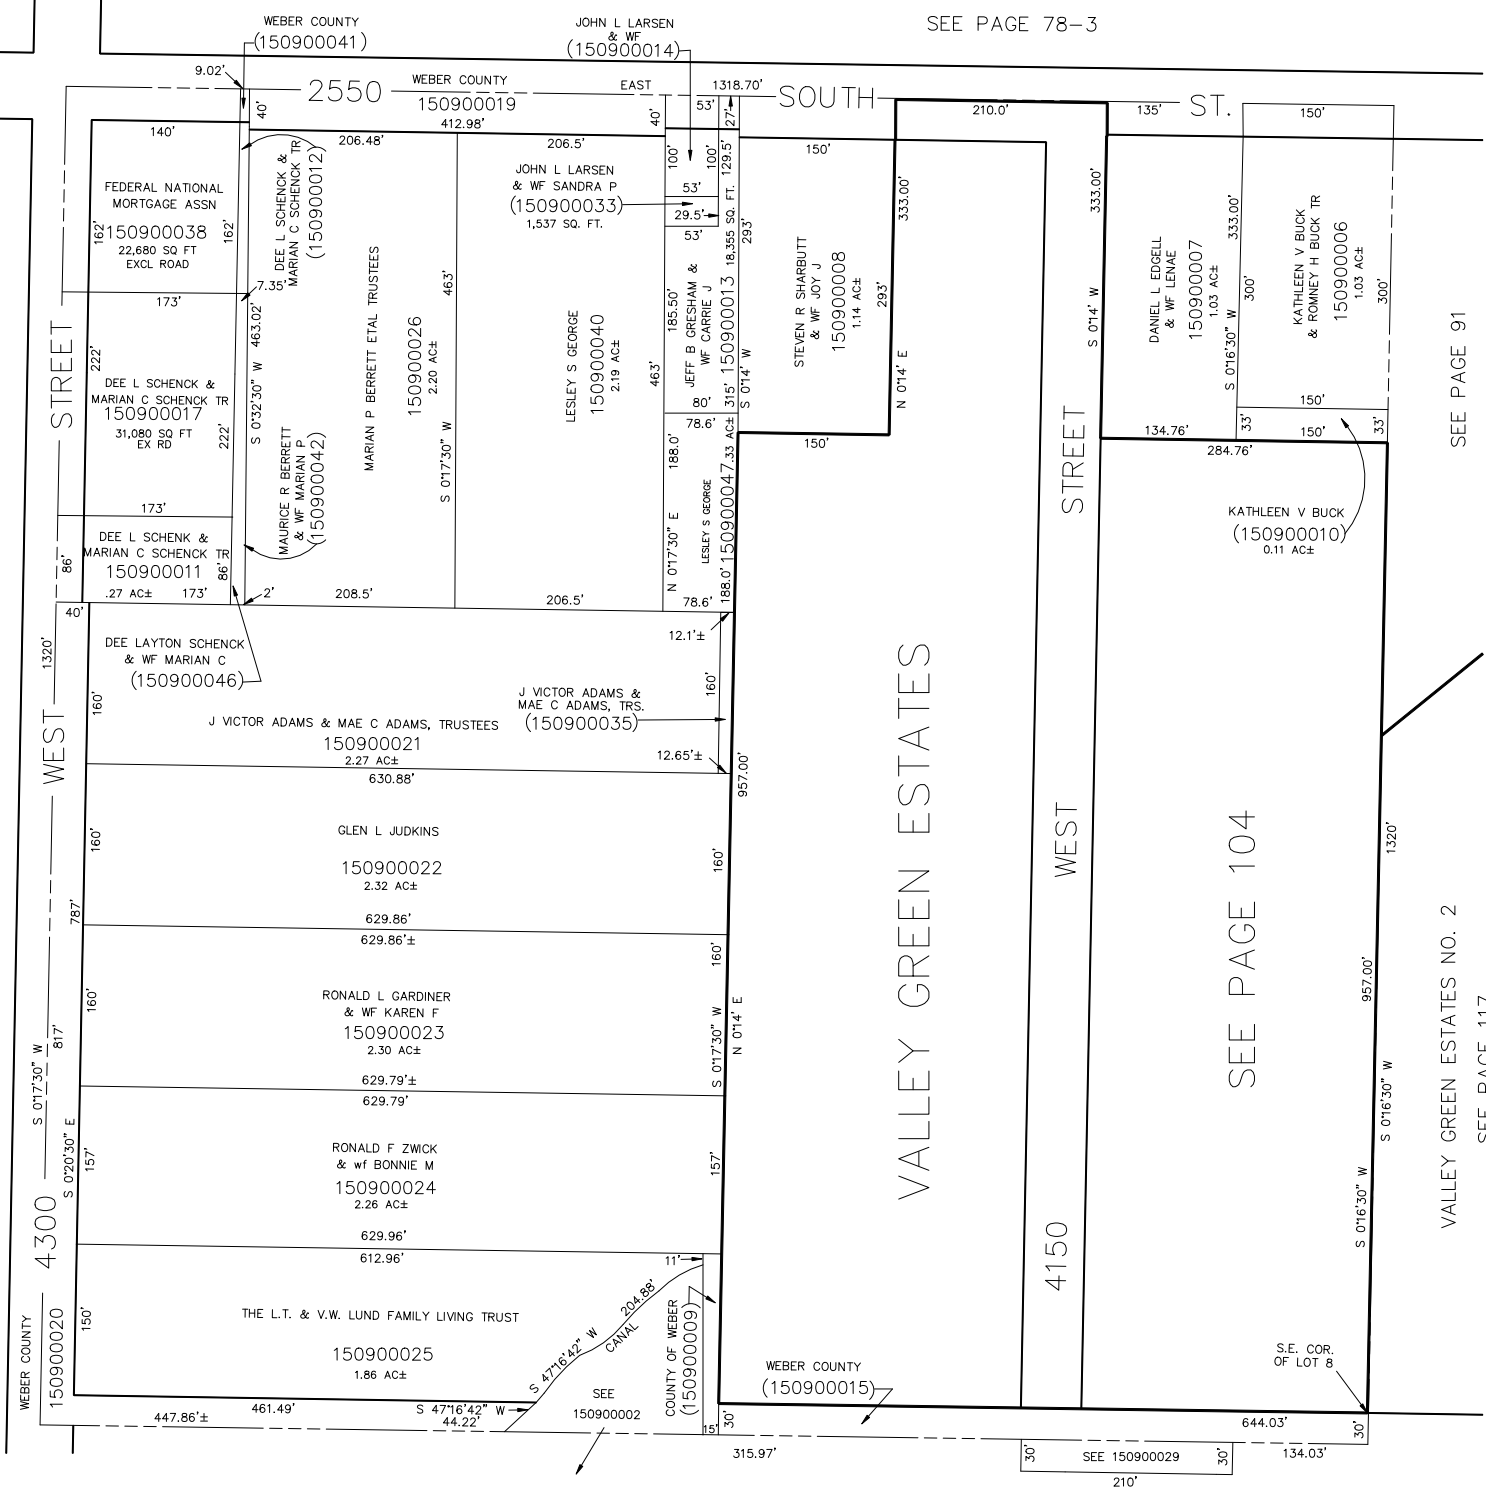 SEE PAGE 78-3
WEBER COUNTY
(150900041)
JOHN L LARSEN
& WF
(150900014)
9.02'
2550
WEBER COUNTY
150900019
EAST
1318.70'
SOUTH
ST.
40'
412.98'
40'
53'
27'
210.0'
135'
150'
140'
206.48'
206.5'
100'
100'
129.5'
150'
FEDERAL NATIONAL
MORTGAGE ASSN
150900038
22,680 SQ FT
EXCL ROAD
162'
162'
DEE L SCHENCK &
MARIAN C SCHENCK TR
(150900012)
JOHN L LARSEN
& WF SANDRA P
(150900033)
1,537 SQ. FT.
53'
29.5'
53'
18,355 SQ. FT.
293'
333.00'
333.00'
333.00'
7.35'
173'
463.02'
S 0°32'30" W
MARIAN P BERRETT ETAL TRUSTEES
150900026
2.20 AC±
463'
S 0°17'30" W
LESLEY S GEORGE
150900040
2.19 AC±
463'
185.50'
JEFF B GRESHAM &
WF CARRIE J
150900013
315'
80'
S 0°14' W
STEVEN R SHARBUTT
& WF JOY J
150900008
1.14 AC±
293'
N 0°14' E
150'
S 0°14' W
DANIEL L EDGELL
& WF LENAE
150900007
1.03 AC±
300'
S 0°16'30" W
KATHLEEN V BUCK
& ROMNEY H BUCK TR
150900006
1.03 AC±
300'
SEE PAGE 91
150'
33'
150'
33'
134.76'
284.76'
KATHLEEN V BUCK
(150900010)
0.11 AC±
STREET
222'
DEE L SCHENCK &
MARIAN C SCHENCK TR
150900017
31,080 SQ FT
EX RD
222'
MAURICE R BERRETT
& WF MARIAN P
(150900042)
173'
78.6'
188.0'
N 0°17'30" E
LESLEY S GEORGE
150900047
.33 AC±
188.0'
78.6'
STREET
DEE L SCHENK &
MARIAN C SCHENCK TR
150900011
.27 AC±
173'
86'
86'
2'
208.5'
206.5'
40'
12.1'±
1320'
DEE LAYTON SCHENCK
& WF MARIAN C
(150900046)
160'
160'
J VICTOR ADAMS &
MAE C ADAMS, TRS.
(150900035)
J VICTOR ADAMS & MAE C ADAMS, TRUSTEES
150900021
2.27 AC±
12.65'±
630.88'
957.00'
WEST
GLEN L JUDKINS
150900022
2.32 AC±
160'
160'
629.86'
787'
VALLEY GREEN ESTATES
WEST
SEE PAGE 104
1320'
629.86'±
RONALD L GARDINER
& WF KAREN F
150900023
2.30 AC±
160'
160'
817'
S 0°17'30" W
S 0°17'30" W
N 0°14' E
629.79'±
957.00'
S 0°16'30" W
VALLEY GREEN ESTATES NO. 2
SEE PAGE 117
629.79'
RONALD F ZWICK
& wf BONNIE M
150900024
2.26 AC±
157'
157'
S 0°20'30" E
629.96'
4300
4150
S 0°16'30" W
612.96'
11'
THE L.T. & V.W. LUND FAMILY LIVING TRUST
150900025
1.86 AC±
150'
204.88'
CANAL
S 47°16'42" W
COUNTY OF WEBER
(150900009)
WEBER COUNTY
150900020
SEE
150900002
WEBER COUNTY
(150900015)
S.E. COR.
OF LOT 8
447.86'±
461.49'
S 47°16'42" W
44.22'
15'
30'
315.97'
644.03'
30'
30'
SEE 150900029
30'
134.03'
210'